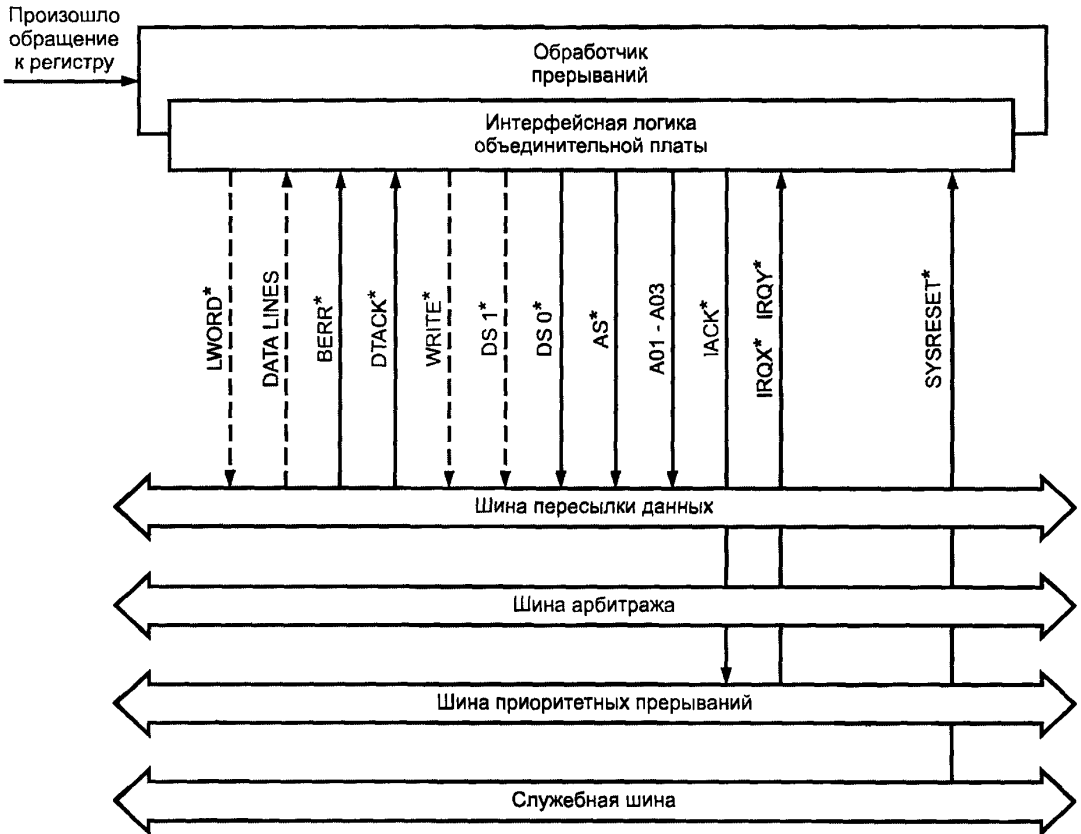 Произошло
обращение
к регистру
Обработчик
прерываний
Интерфейсная логика
объединительной платы
LWORD*
DATA LINES
BERR*
DTACK*
WRITE*
DS 1*
DS 0*
AS*
A01 - A03
IACK*
IRQX* IRQY*
SYSRESET*
Шина пересылки данных
Шина арбитража
Шина приоритетных прерываний
Служебная шина